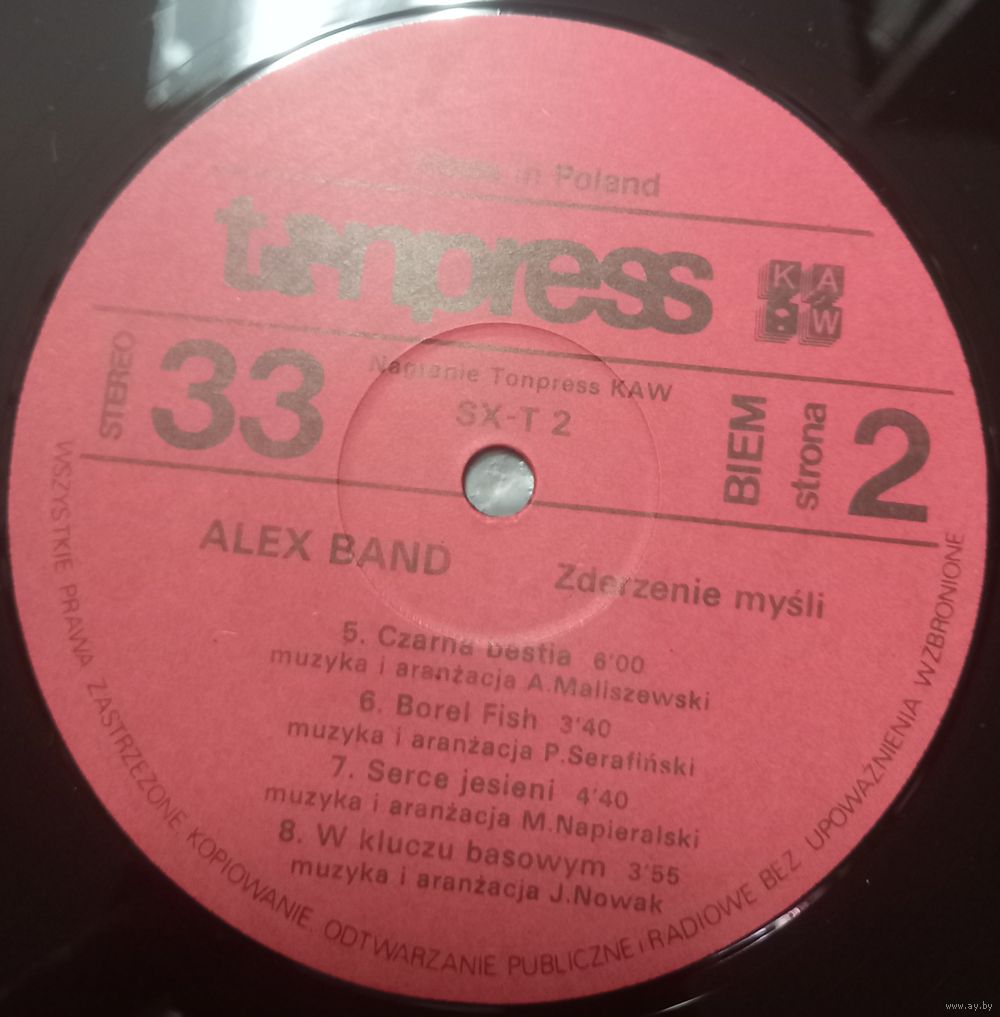 Made in Poland
tonpress
K A
W
STEREO
33
Nagranie Tonpress KAW
SX-T 2
BIEM
strona
2
ALEX BAND
Zderzenie myśli
5. Czarna bestia 6'00
muzyka i aranżacja A.Maliszewski
6. Borel Fish 3'40
muzyka i aranżacja P.Serafiński
7. Serce jesieni 4'40
muzyka i aranżacja M.Napieralski
8. W kluczu basowym 3'55
muzyka i aranżacja J.Nowak
WSZYSTKIE PRAWA ZASTRZEŻONE KOPIOWANIE ODTWARZANIE PUBLICZNE i RADIOWE BEZ UPOWAŻNIENIA WZBRONIONE
www.ay.by